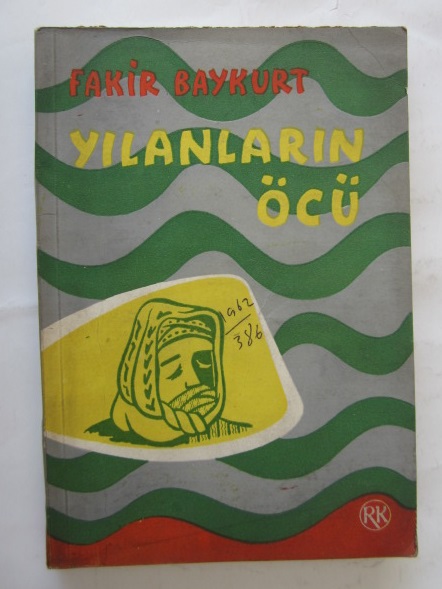 FAKİR BAYKURT
YILANLARIN
ÖCÜ
1962
386
RK